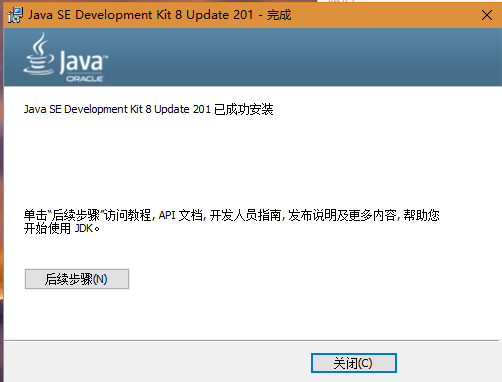 Java SE Development Kit 8 Update 201 - 完成
Java™
ORACLE
Java SE Development Kit 8 Update 201 已成功安装
单击“后续步骤”访问教程, API 文档, 开发人员指南, 发布说明及更多内容, 帮助您
开始使用 JDK。
后续步骤(N)
关闭(C)